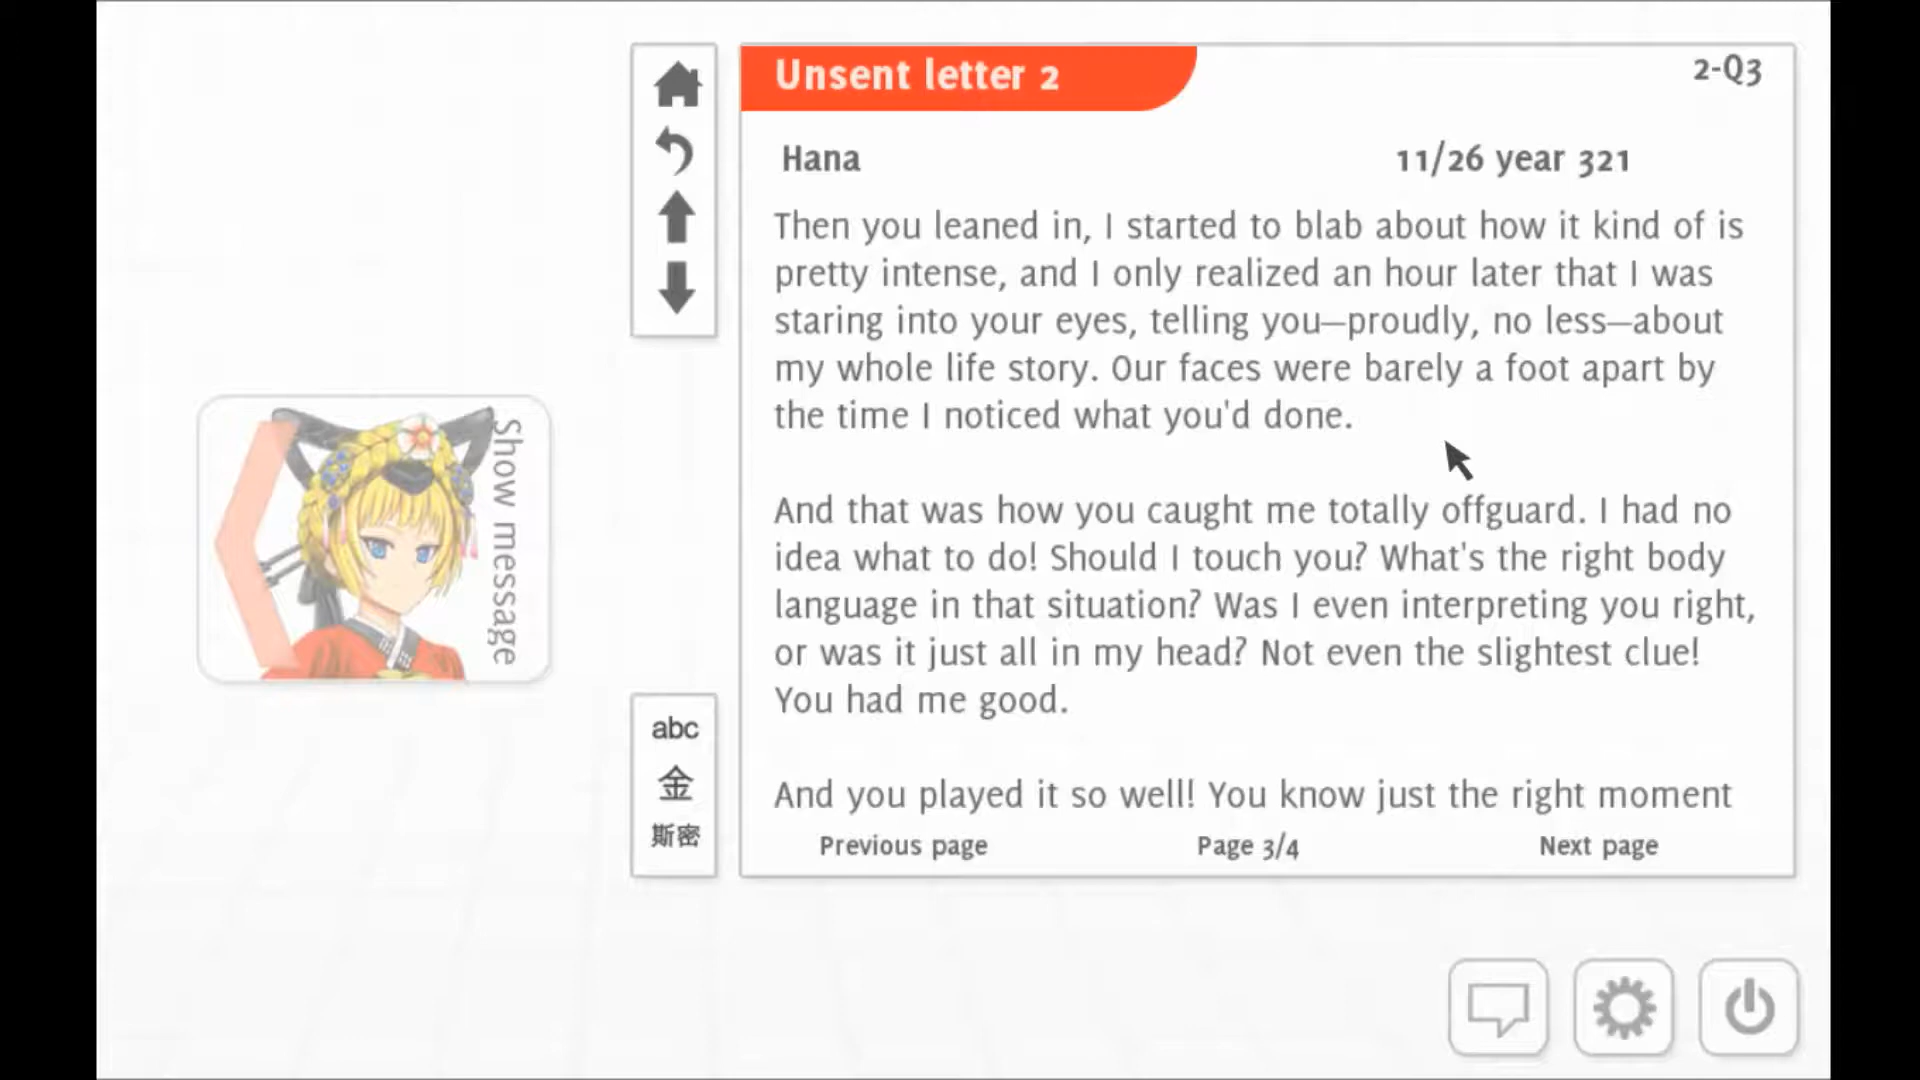 Unsent letter 2
2-Q3
Hana
11/26 year 321
Then you leaned in, I started to blab about how it kind of is
pretty intense, and I only realized an hour later that I was
staring into your eyes, telling you—proudly, no less—about
my whole life story. Our faces were barely a foot apart by
the time I noticed what you'd done.
And that was how you caught me totally offguard. I had no
idea what to do! Should I touch you? What's the right body
language in that situation? Was I even interpreting you right,
or was it just all in my head? Not even the slightest clue!
You had me good.
And you played it so well! You know just the right moment
Previous page
Page 3/4
Next page
Show message
abc
金
斯密